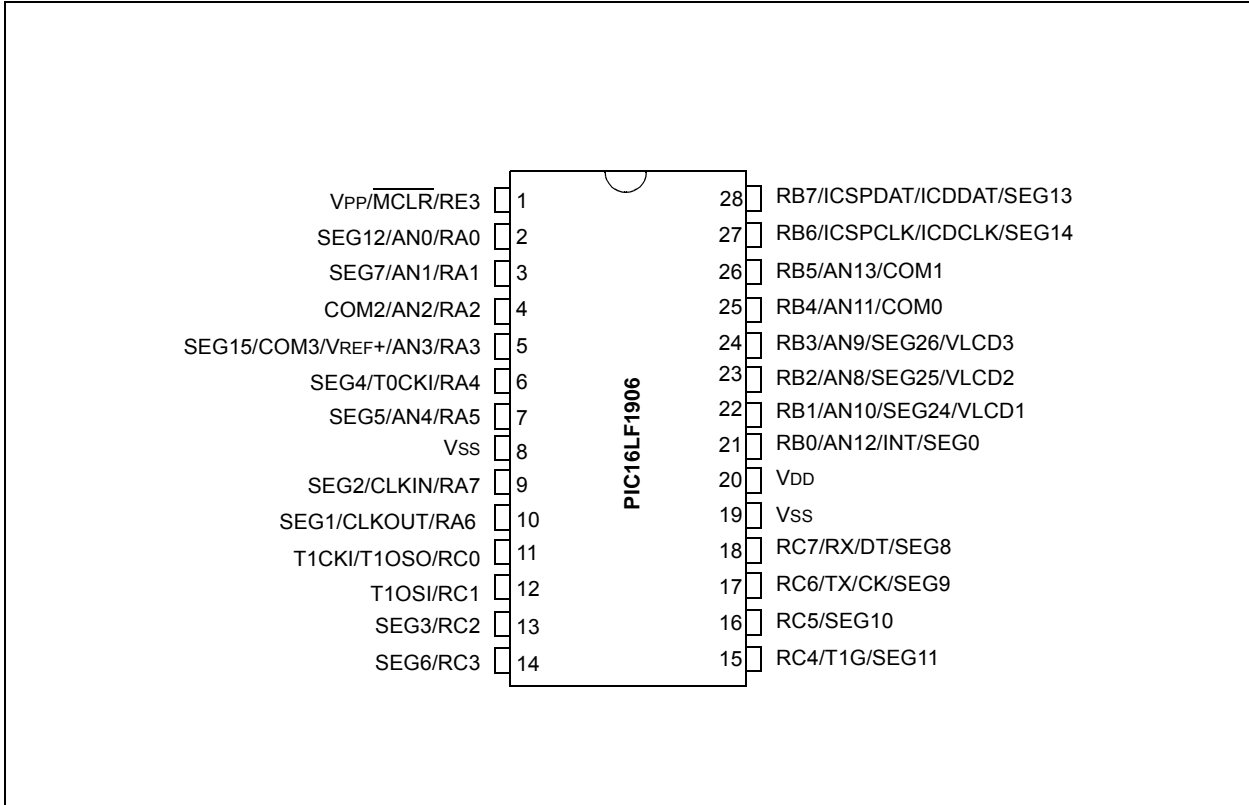 VPP/MCLR/RE3 1
SEG12/AN0/RA0 2
SEG7/AN1/RA1 3
COM2/AN2/RA2 4
SEG15/COM3/VREF+/AN3/RA3 5
SEG4/T0CKI/RA4 6
SEG5/AN4/RA5 7
VSS 8
SEG2/CLKIN/RA7 9
SEG1/CLKOUT/RA6 10
T1CKI/T1OSO/RC0 11
T1OSI/RC1 12
SEG3/RC2 13
SEG6/RC3 14
PIC16LF1906
28 RB7/ICSPDAT/ICDDAT/SEG13
27 RB6/ICSPCLK/ICDCLK/SEG14
26 RB5/AN13/COM1
25 RB4/AN11/COM0
24 RB3/AN9/SEG26/VLCD3
23 RB2/AN8/SEG25/VLCD2
22 RB1/AN10/SEG24/VLCD1
21 RB0/AN12/INT/SEG0
20 VDD
19 VSS
18 RC7/RX/DT/SEG8
17 RC6/TX/CK/SEG9
16 RC5/SEG10
15 RC4/T1G/SEG11